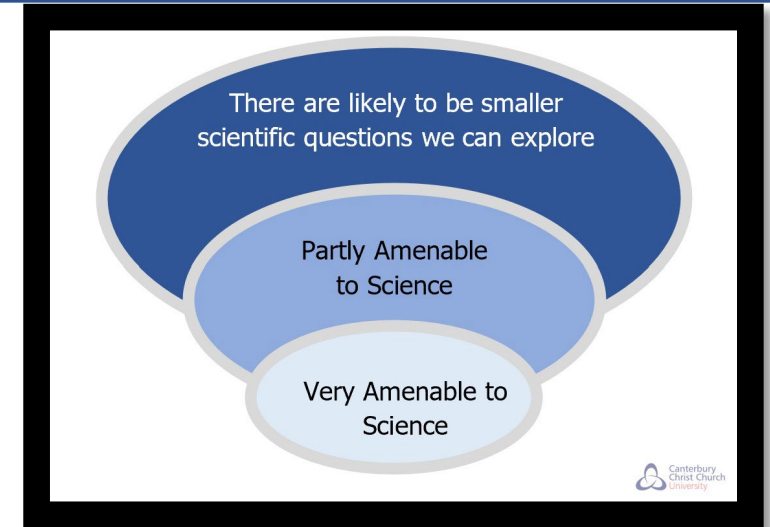 There are likely to be smaller
scientific questions we can explore
Partly Amenable
to Science
Very Amenable to
Science
Canterbury
Christ Church
University